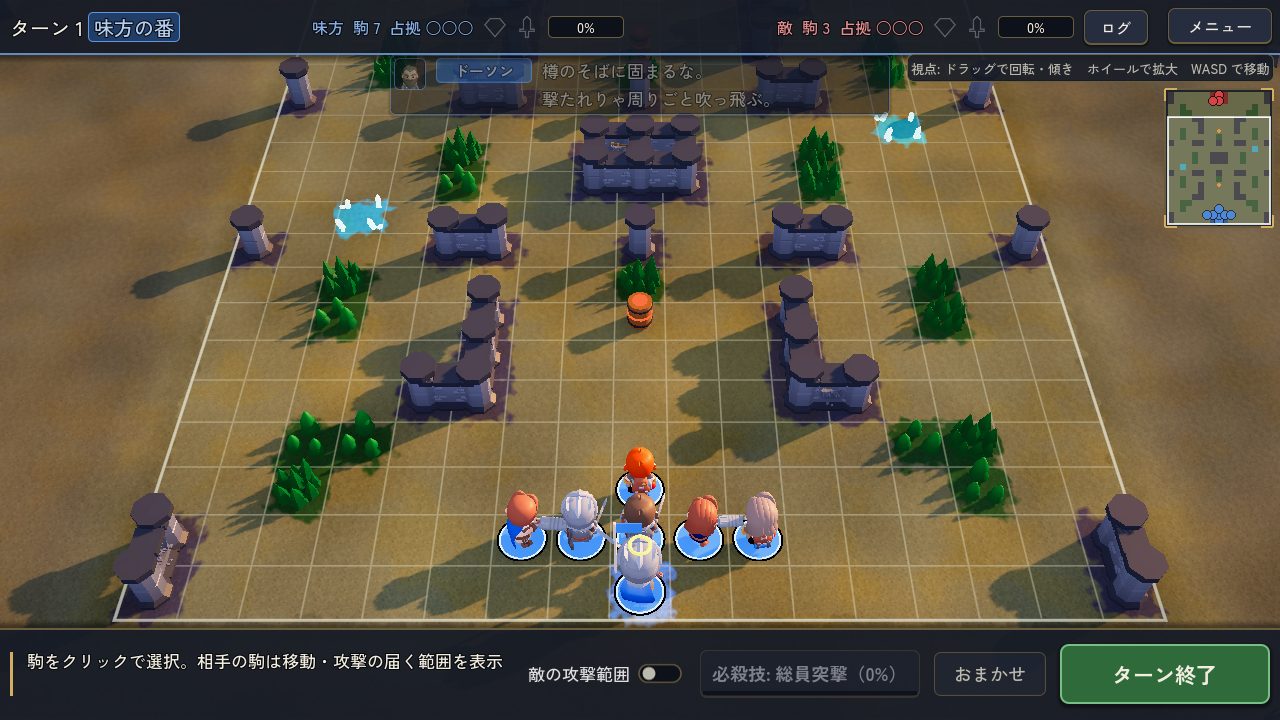 ターン 1 味方の番
味方 駒 7 占拠 ○○○ 0%
敵 駒 3 占拠 ○○○ 0%
ログ
メニュー
ドーソン
樽のそばに固まるな。
撃たれりゃ周りごと吹っ飛ぶ。
視点: ドラッグで回転・傾き ホイールで拡大 WASD で移動
駒をクリックで選択。相手の駒は移動・攻撃の届く範囲を表示
敵の攻撃範囲
必殺技: 総員突撃（0%）
おまかせ
ターン終了